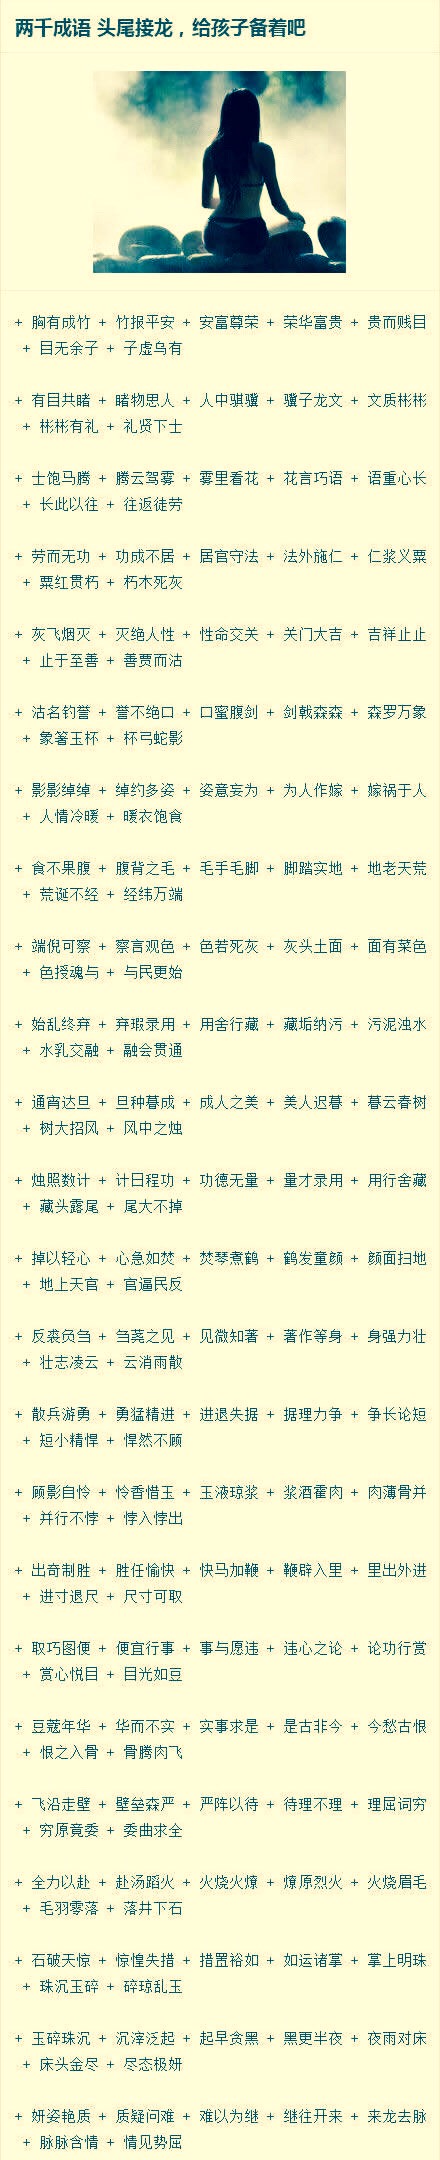 两千成语 头尾接龙，给孩子备着吧
+ 胸有成竹 + 竹报平安 + 安富尊荣 + 荣华富贵 + 贵而贱目
+ 目无余子 + 子虚乌有
+ 有目共睹 + 睹物思人 + 人中骐骥 + 骥子龙文 + 文质彬彬
+ 彬彬有礼 + 礼贤下士
+ 士饱马腾 + 腾云驾雾 + 雾里看花 + 花言巧语 + 语重心长
+ 长此以往 + 往返徒劳
+ 劳而无功 + 功成不居 + 居官守法 + 法外施仁 + 仁浆义粟
+ 粟红贯朽 + 朽木死灰
+ 灰飞烟灭 + 灭绝人性 + 性命交关 + 关门大吉 + 吉祥止止
+ 止于至善 + 善贾而沽
+ 沽名钓誉 + 誉不绝口 + 口蜜腹剑 + 剑戟森森 + 森罗万象
+ 象箸玉杯 + 杯弓蛇影
+ 影影绰绰 + 绰约多姿 + 姿意妄为 + 为人作嫁 + 嫁祸于人
+ 人情冷暖 + 暖衣饱食
+ 食不果腹 + 腹背之毛 + 毛手毛脚 + 脚踏实地 + 地老天荒
+ 荒诞不经 + 经纬万端
+ 端倪可察 + 察言观色 + 色若死灰 + 灰头土面 + 面有菜色
+ 色授魂与 + 与民更始
+ 始乱终弃 + 弃瑕录用 + 用舍行藏 + 藏垢纳污 + 污泥浊水
+ 水乳交融 + 融会贯通
+ 通宵达旦 + 旦种暮成 + 成人之美 + 美人迟暮 + 暮云春树
+ 树大招风 + 风中之烛
+ 烛照数计 + 计日程功 + 功德无量 + 量才录用 + 用行舍藏
+ 藏头露尾 + 尾大不掉
+ 掉以轻心 + 心急如焚 + 焚琴煮鹤 + 鹤发童颜 + 颜面扫地
+ 地上天官 + 官逼民反
+ 反裘负刍 + 刍荛之见 + 见微知著 + 著作等身 + 身强力壮
+ 壮志凌云 + 云消雨散
+ 散兵游勇 + 勇猛精进 + 进退失据 + 据理力争 + 争长论短
+ 短小精悍 + 悍然不顾
+ 顾影自怜 + 怜香惜玉 + 玉液琼浆 + 浆酒霍肉 + 肉薄骨并
+ 并行不悖 + 悖入悖出
+ 出奇制胜 + 胜任愉快 + 快马加鞭 + 鞭辟入里 + 里出外进
+ 进寸退尺 + 尺寸可取
+ 取巧图便 + 便宜行事 + 事与愿违 + 违心之论 + 论功行赏
+ 赏心悦目 + 目光如豆
+ 豆蔻年华 + 华而不实 + 实事求是 + 是古非今 + 今愁古恨
+ 恨之入骨 + 骨腾肉飞
+ 飞沿走壁 + 壁垒森严 + 严阵以待 + 待理不理 + 理屈词穷
+ 穷原竟委 + 委曲求全
+ 全力以赴 + 赴汤蹈火 + 火烧火燎 + 燎原烈火 + 火烧眉毛
+ 毛羽零落 + 落井下石
+ 石破天惊 + 惊惶失措 + 措置裕如 + 如运诸掌 + 掌上明珠
+ 珠沉玉碎 + 碎琼乱玉
+ 玉碎珠沉 + 沉滓泛起 + 起早贪黑 + 黑更半夜 + 夜雨对床
+ 床头金尽 + 尽态极妍
+ 妍姿艳质 + 质疑问难 + 难以为继 + 继往开来 + 来龙去脉
+ 脉脉含情 + 情见势屈